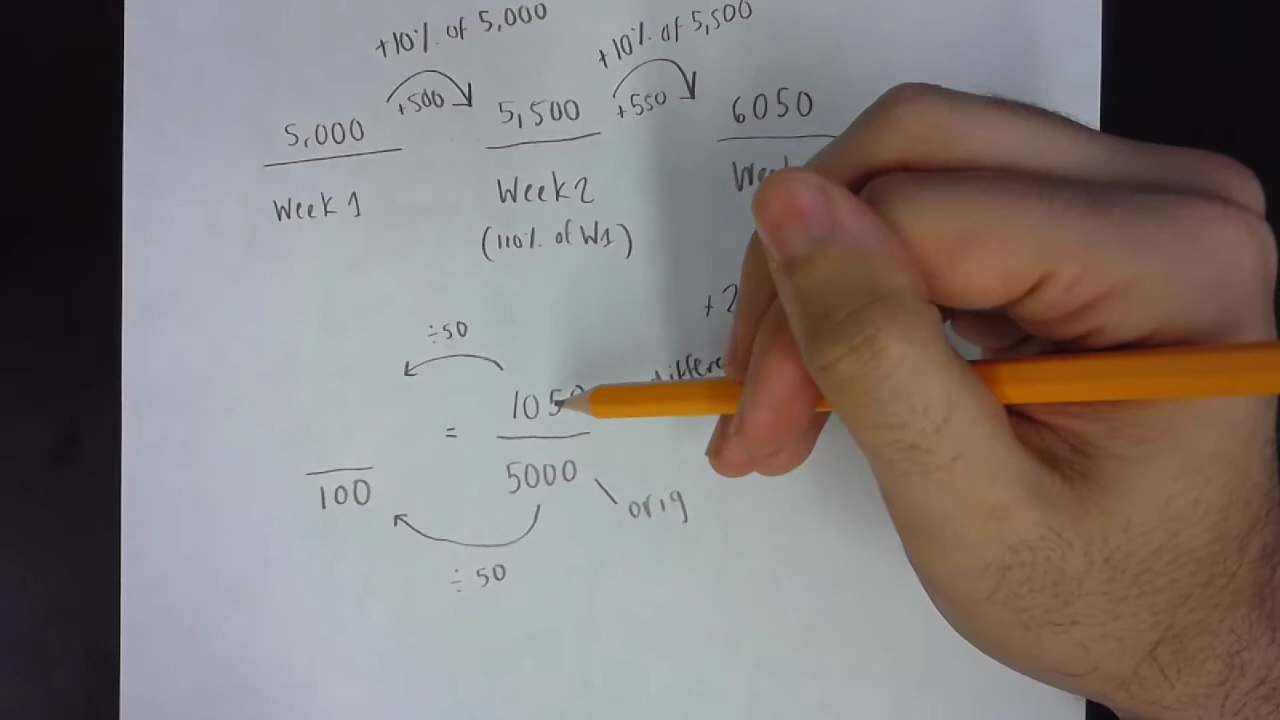 +10% of 5,000
+10% of 5,500
+500
+550
5,000
5,500
6050
Week 1
Week 2
(110% of W1)
÷50
=
1050
5000
100
orig
÷50